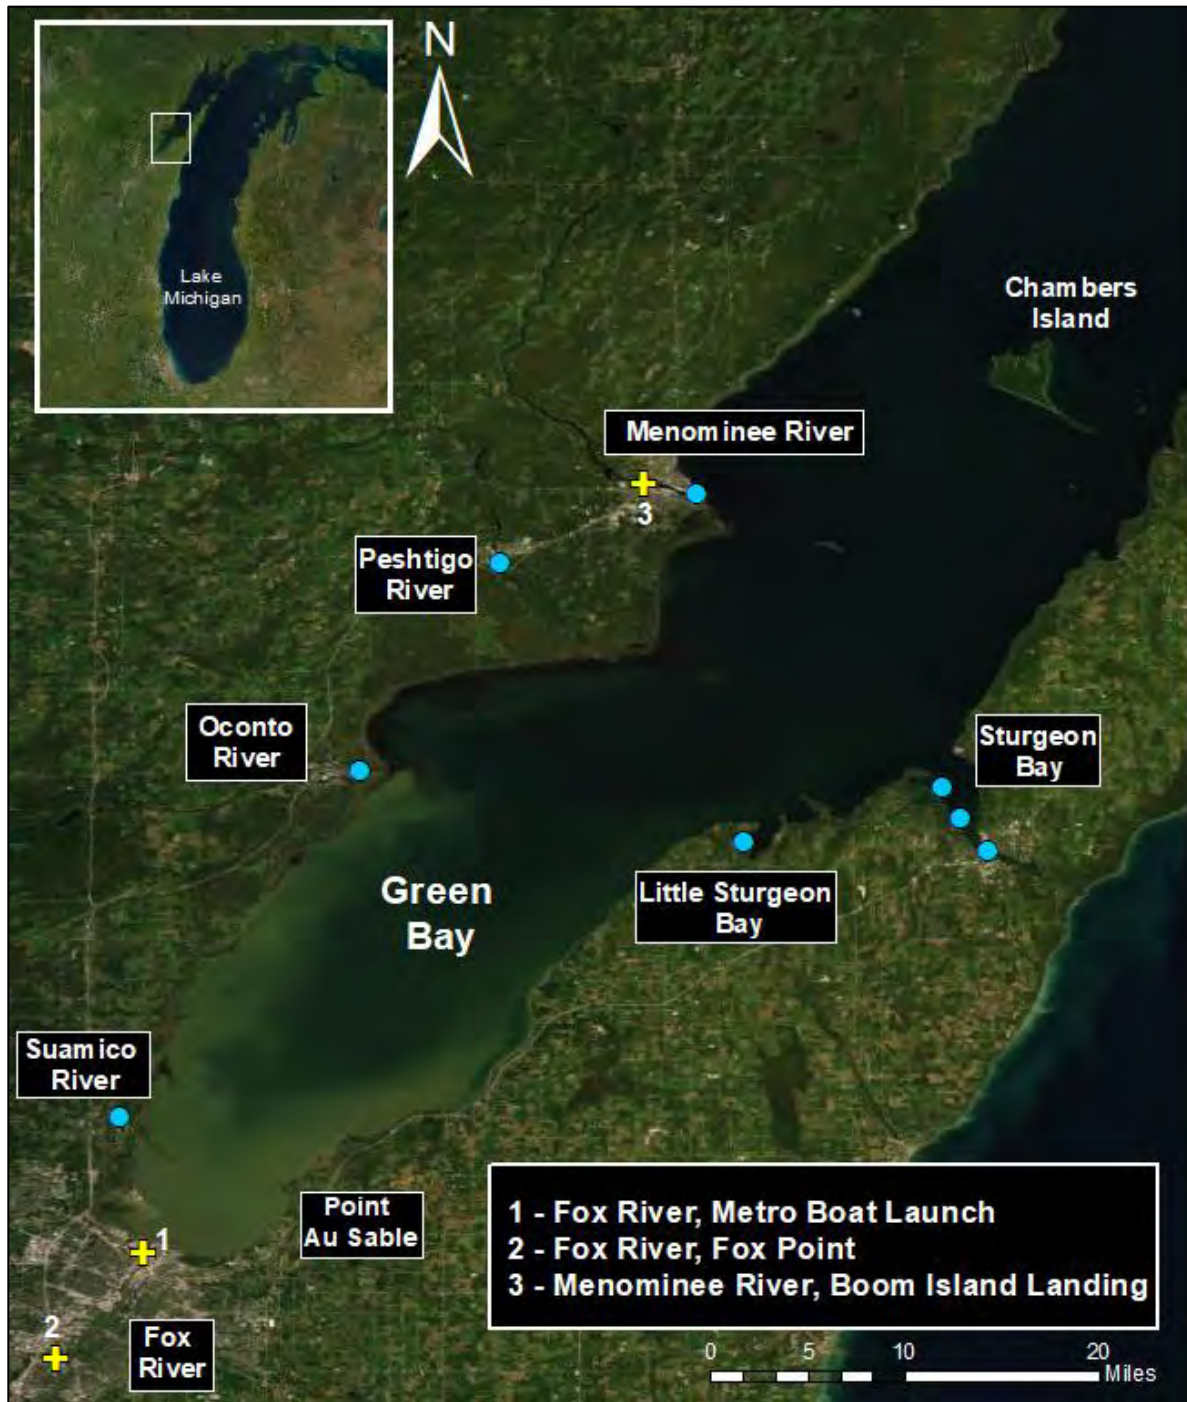 N
Lake
Michigan
Chambers
Island
Menominee River
3
Peshtigo
River
Oconto
River
Sturgeon
Bay
Green
Bay
Little Sturgeon
Bay
Suamico
River
Point
Au Sable
1
2
Fox
River
1 - Fox River, Metro Boat Launch
2 - Fox River, Fox Point
3 - Menominee River, Boom Island Landing
0 5 10 20
Miles